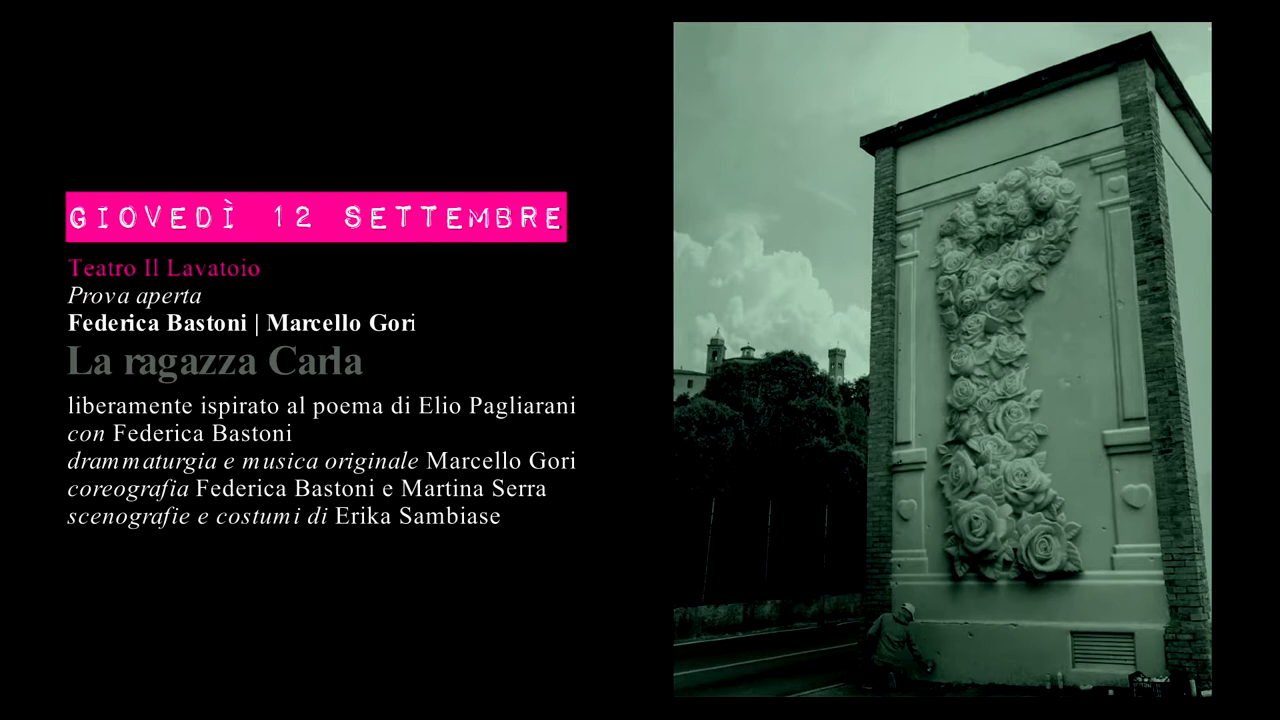 GIOVEDÌ 12 SETTEMBRE
Teatro Il Lavatoio
Prova aperta
Federica Bastoni | Marcello Gori
La ragazza Carla
liberamente ispirato al poema di Elio Pagliarani
con Federica Bastoni
drammaturgia e musica originale Marcello Gori
coreografia Federica Bastoni e Martina Serra
scenografie e costumi di Erika Sambiase